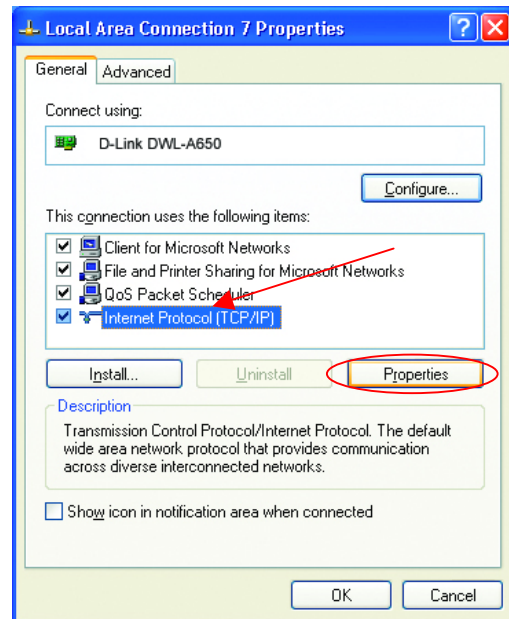 Local Area Connection 7 Properties
General Advanced
Connect using:
D-Link DWL-A650
Configure...
This connection uses the following items:
Client for Microsoft Networks
File and Printer Sharing for Microsoft Networks
QoS Packet Scheduler
Internet Protocol (TCP/IP)
Install... Uninstall Properties
Description
Transmission Control Protocol/Internet Protocol. The default
wide area network protocol that provides communication
across diverse interconnected networks.
Show icon in notification area when connected
OK Cancel